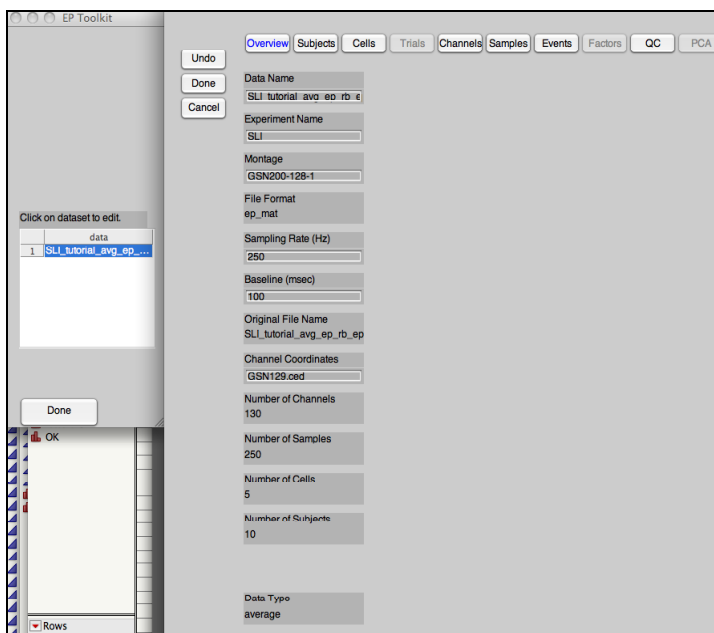 EP Toolkit
Click on dataset to edit.
data
1 SLI_tutorial_avg_ep_...
Done
OK
Rows
Undo
Done
Cancel
Overview Subjects Cells Trials Channels Samples Events Factors QC PCA
Data Name
SLI_tutorial_avg_ep_rb_e
Experiment Name
SLI
Montage
GSN200-128-1
File Format
ep_mat
Sampling Rate (Hz)
250
Baseline (msec)
100
Original File Name
SLI_tutorial_avg_ep_rb_ep
Channel Coordinates
GSN129.ced
Number of Channels
130
Number of Samples
250
Number of Cells
5
Number of Subjects
10
Data Type
average